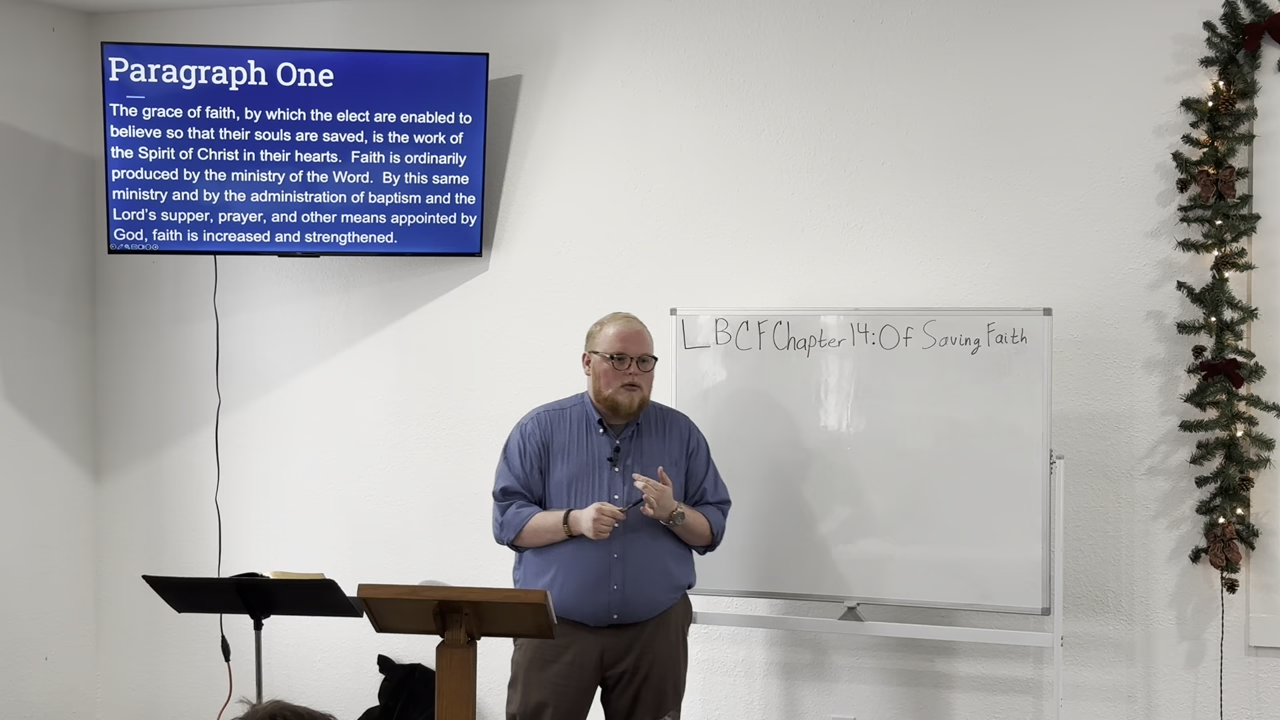 Paragraph One
The grace of faith, by which the elect are enabled to
believe so that their souls are saved, is the work of
the Spirit of Christ in their hearts.  Faith is ordinarily
produced by the ministry of the Word.  By this same
ministry and by the administration of baptism and the
Lord's supper, prayer, and other means appointed by
God, faith is increased and strengthened.
LBCF Chapter 14: Of Saving Faith